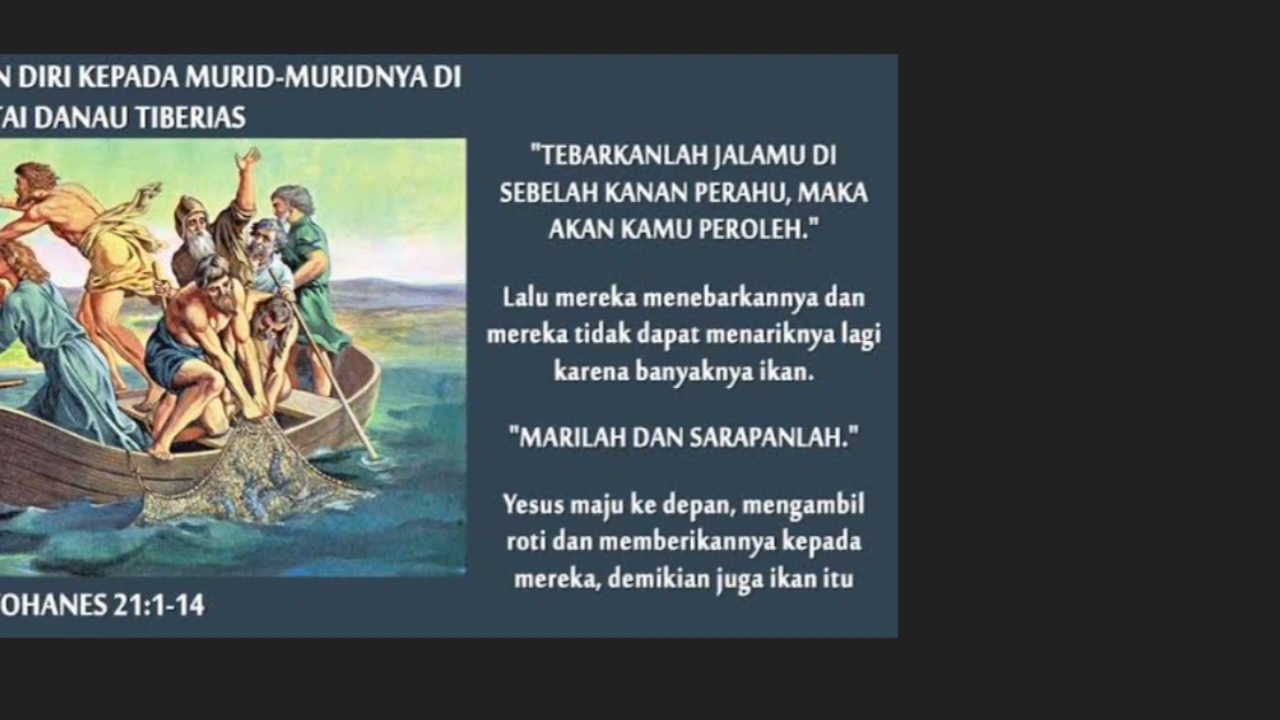 DIRI KEPADA MURID-MURIDNYA DI
DANAU TIBERIAS
"TEBARKANLAH JALAMU DI
SEBELAH KANAN PERAHU, MAKA
AKAN KAMU PEROLEH."
Lalu mereka menebarkannya dan
mereka tidak dapat menariknya lagi
karena banyaknya ikan.
"MARILAH DAN SARAPANLAH."
Yesus maju ke depan, mengambil
roti dan memberikannya kepada
mereka, demikian juga ikan itu
OHANES 21:1-14